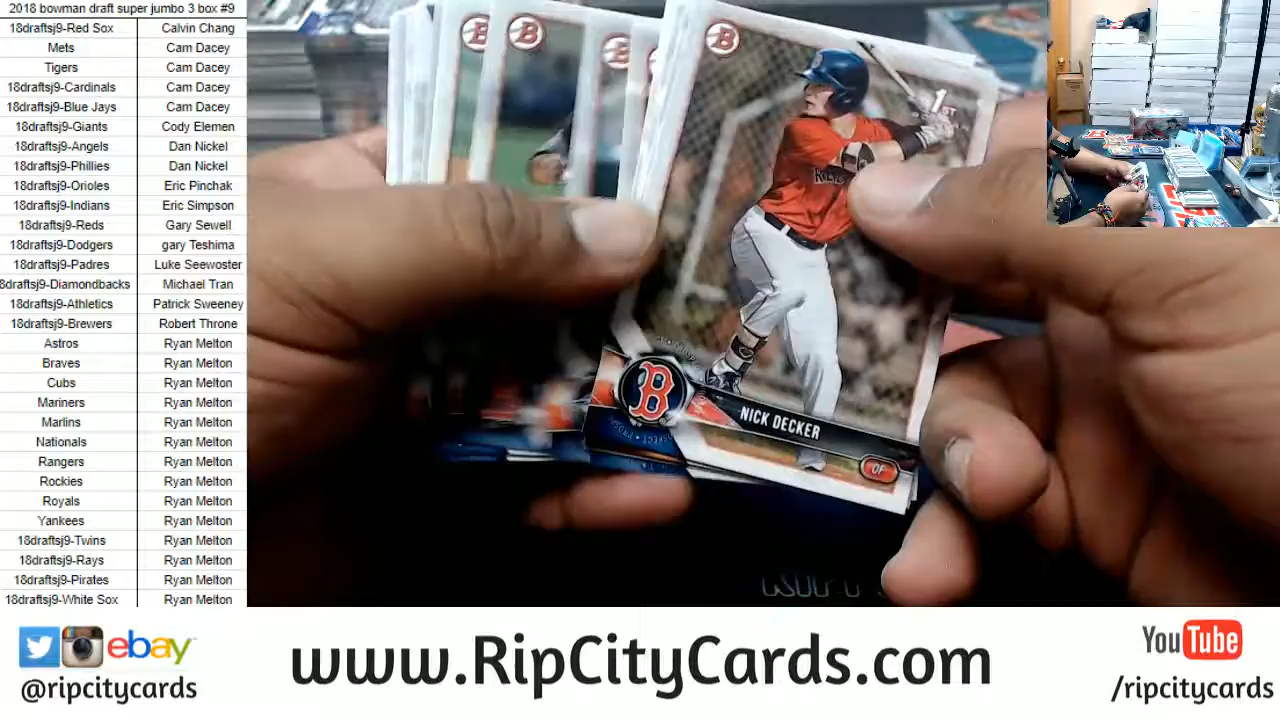 2018 bowman draft super jumbo 3 box #9
18draftsj9-Red Sox Calvin Chang
Mets Cam Dacey
Tigers Cam Dacey
18draftsj9-Cardinals Cam Dacey
18draftsj9-Blue Jays Cam Dacey
18draftsj9-Giants Cody Elemen
18draftsj9-Angels Dan Nickel
18draftsj9-Phillies Dan Nickel
18draftsj9-Orioles Eric Pinchak
18draftsj9-Indians Eric Simpson
18draftsj9-Reds Gary Sewell
18draftsj9-Dodgers gary Teshima
18draftsj9-Padres Luke Seewoster
8draftsj9-Diamondbacks Michael Tran
18draftsj9-Athletics Patrick Sweeney
18draftsj9-Brewers Robert Throne
Astros Ryan Melton
Braves Ryan Melton
Cubs Ryan Melton
Mariners Ryan Melton
Marlins Ryan Melton
Nationals Ryan Melton
Rangers Ryan Melton
Rockies Ryan Melton
Royals Ryan Melton
Yankees Ryan Melton
18draftsj9-Twins Ryan Melton
18draftsj9-Rays Ryan Melton
18draftsj9-Pirates Ryan Melton
18draftsj9-White Sox Ryan Melton
B
B
B
B
1ST
B
NICK DECKER
OF
ebay
@ripcitycards
www.RipCityCards.com
YouTube
/ripcitycards